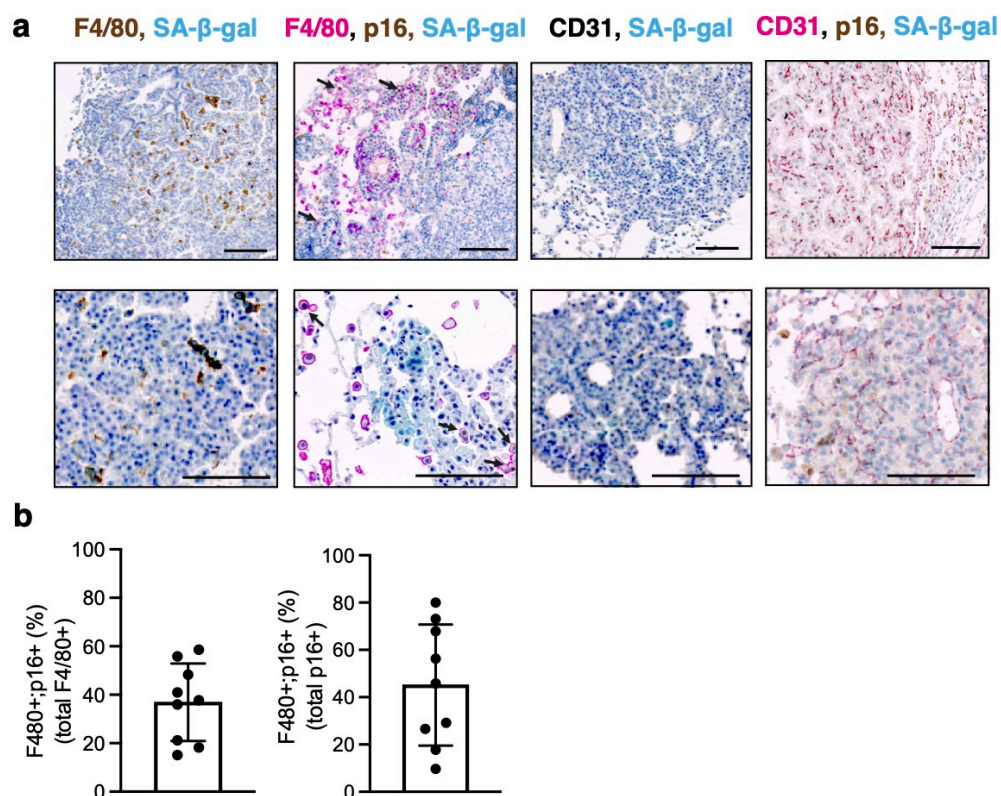 a
F4/80, SA-β-gal
F4/80, p16, SA-β-gal
CD31, SA-β-gal
CD31, p16, SA-β-gal
b
F480+;p16+ (%)
(total F4/80+)
100
80
60
40
20
0
F480+;p16+ (%)
(total p16+)
100
80
60
40
20
0